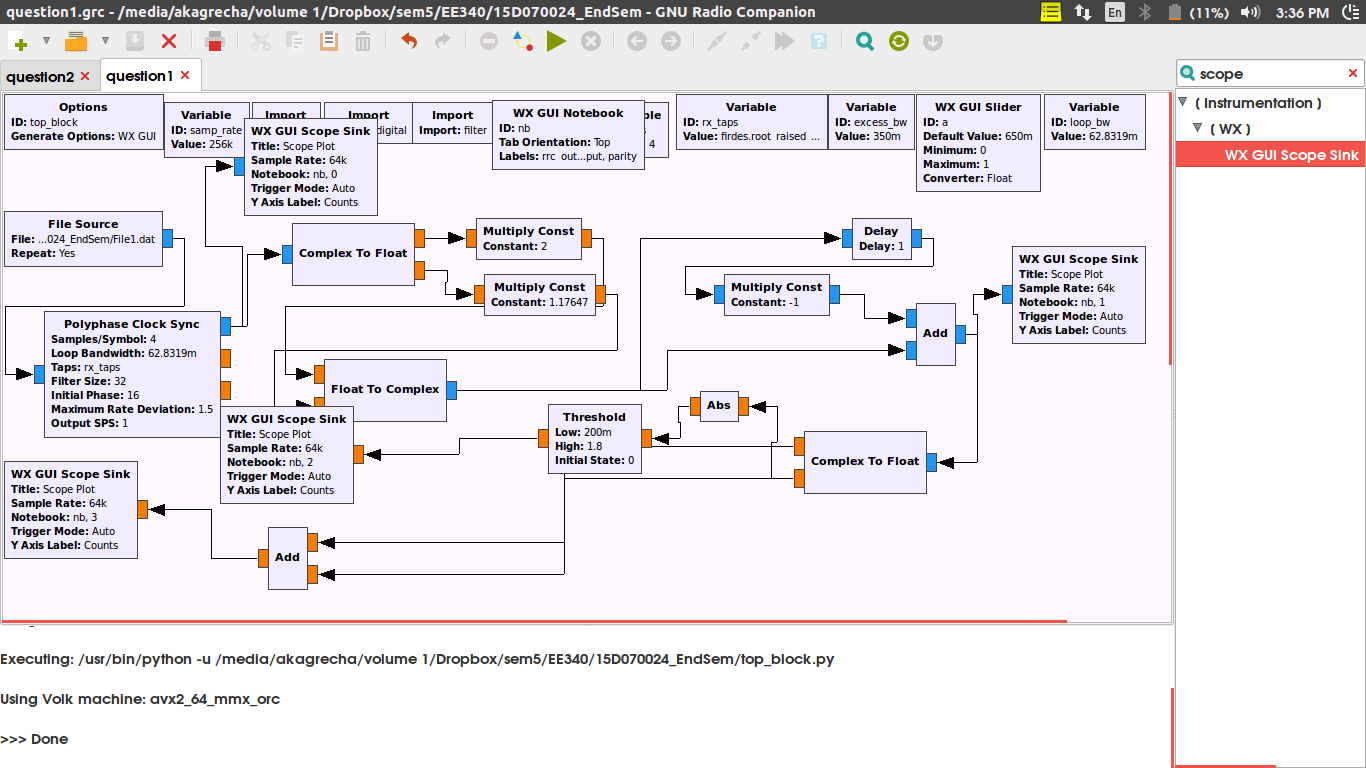 question1.grc - /media/akagrecha/volume 1/Dropbox/sem5/EE340/15D070024_EndSem - GNU Radio Companion
En (11%) 3:36 PM
question2 question1
scope
[ Instrumentation ]
[ WX ]
WX GUI Scope Sink
Options
ID: top_block
Generate Options: WX GUI
Variable
ID: samp_rate
Value: 256k
Import
Import
digital
Import
Import: filter
WX GUI Notebook
ID: nb
Tab Orientation: Top
Labels: rrc_out...put, parity
4
Variable
ID: rx_taps
Value: firdes.root_raised_...
Variable
ID: excess_bw
Value: 350m
WX GUI Slider
ID: a
Default Value: 650m
Minimum: 0
Maximum: 1
Converter: Float
Variable
ID: loop_bw
Value: 62.8319m
WX GUI Scope Sink
Title: Scope Plot
Sample Rate: 64k
Notebook: nb, 0
Trigger Mode: Auto
Y Axis Label: Counts
File Source
File: ...024_EndSem/File1.dat
Repeat: Yes
Complex To Float
Multiply Const
Constant: 2
Multiply Const
Constant: 1.17647
Delay
Delay: 1
Multiply Const
Constant: -1
Add
WX GUI Scope Sink
Title: Scope Plot
Sample Rate: 64k
Notebook: nb, 1
Trigger Mode: Auto
Y Axis Label: Counts
Polyphase Clock Sync
Samples/Symbol: 4
Loop Bandwidth: 62.8319m
Taps: rx_taps
Filter Size: 32
Initial Phase: 16
Maximum Rate Deviation: 1.5
Output SPS: 1
Float To Complex
WX GUI Scope Sink
Title: Scope Plot
Sample Rate: 64k
Notebook: nb, 2
Trigger Mode: Auto
Y Axis Label: Counts
Threshold
Low: 200m
High: 1.8
Initial State: 0
Abs
Complex To Float
WX GUI Scope Sink
Title: Scope Plot
Sample Rate: 64k
Notebook: nb, 3
Trigger Mode: Auto
Y Axis Label: Counts
Add
Executing: /usr/bin/python -u /media/akagrecha/volume 1/Dropbox/sem5/EE340/15D070024_EndSem/top_block.py
Using Volk machine: avx2_64_mmx_orc
>>> Done